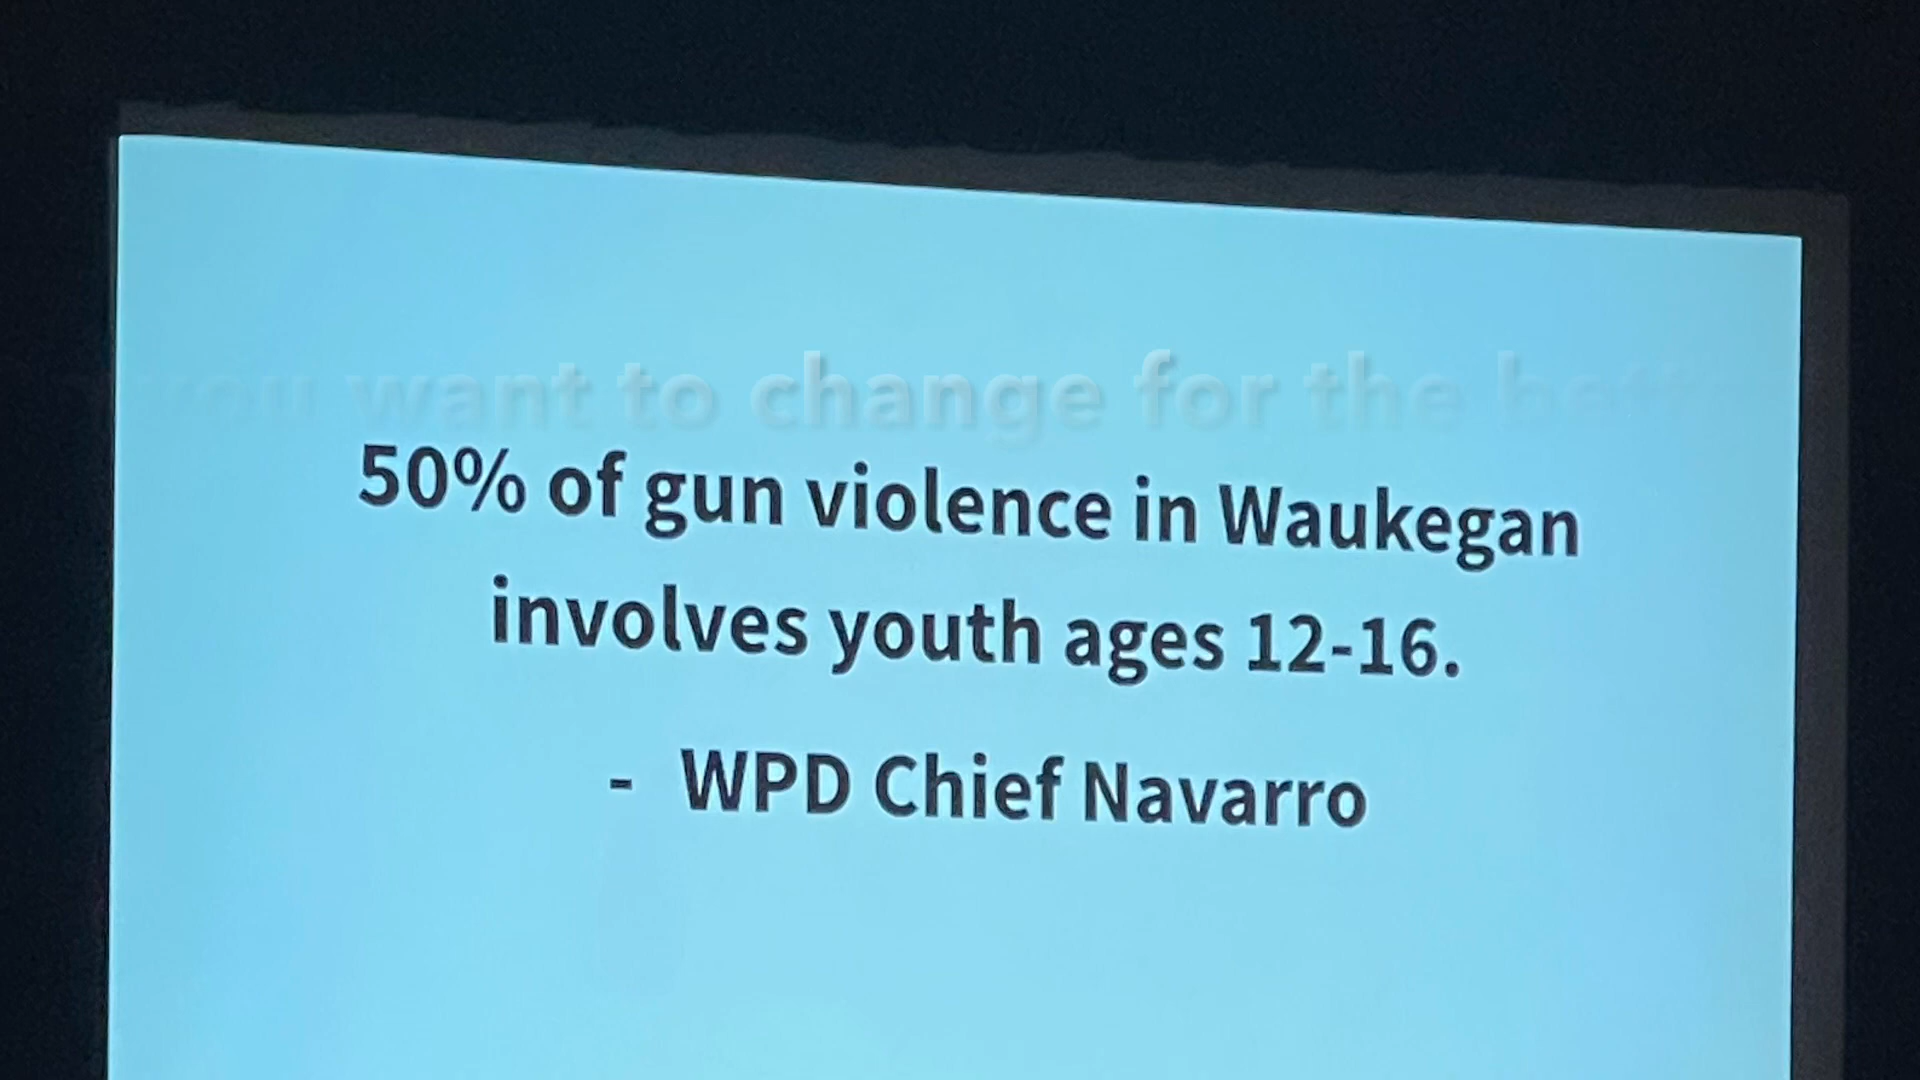 you want to change for the
50% of gun violence in Waukegan
involves youth ages 12-16.
- WPD Chief Navarro